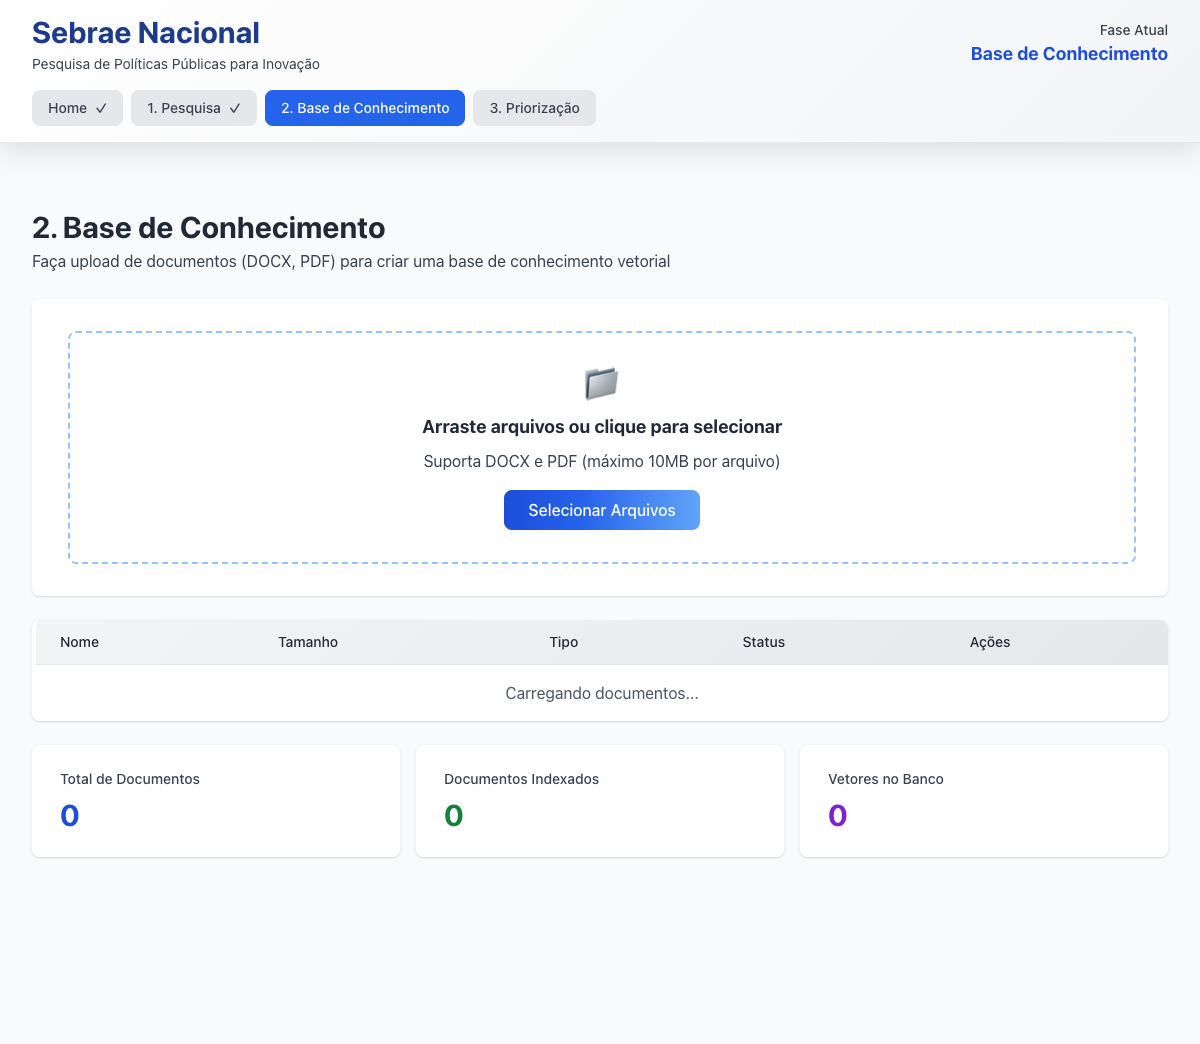 Sebrae Nacional
Pesquisa de Políticas Públicas para Inovação
Fase Atual
Base de Conhecimento
Home ✓
1. Pesquisa ✓
2. Base de Conhecimento
3. Priorização
2. Base de Conhecimento
Faça upload de documentos (DOCX, PDF) para criar uma base de conhecimento vetorial
Arraste arquivos ou clique para selecionar
Suporta DOCX e PDF (máximo 10MB por arquivo)
Selecionar Arquivos
Nome Tamanho Tipo Status Ações
Carregando documentos...
Total de Documentos
0
Documentos Indexados
0
Vetores no Banco
0